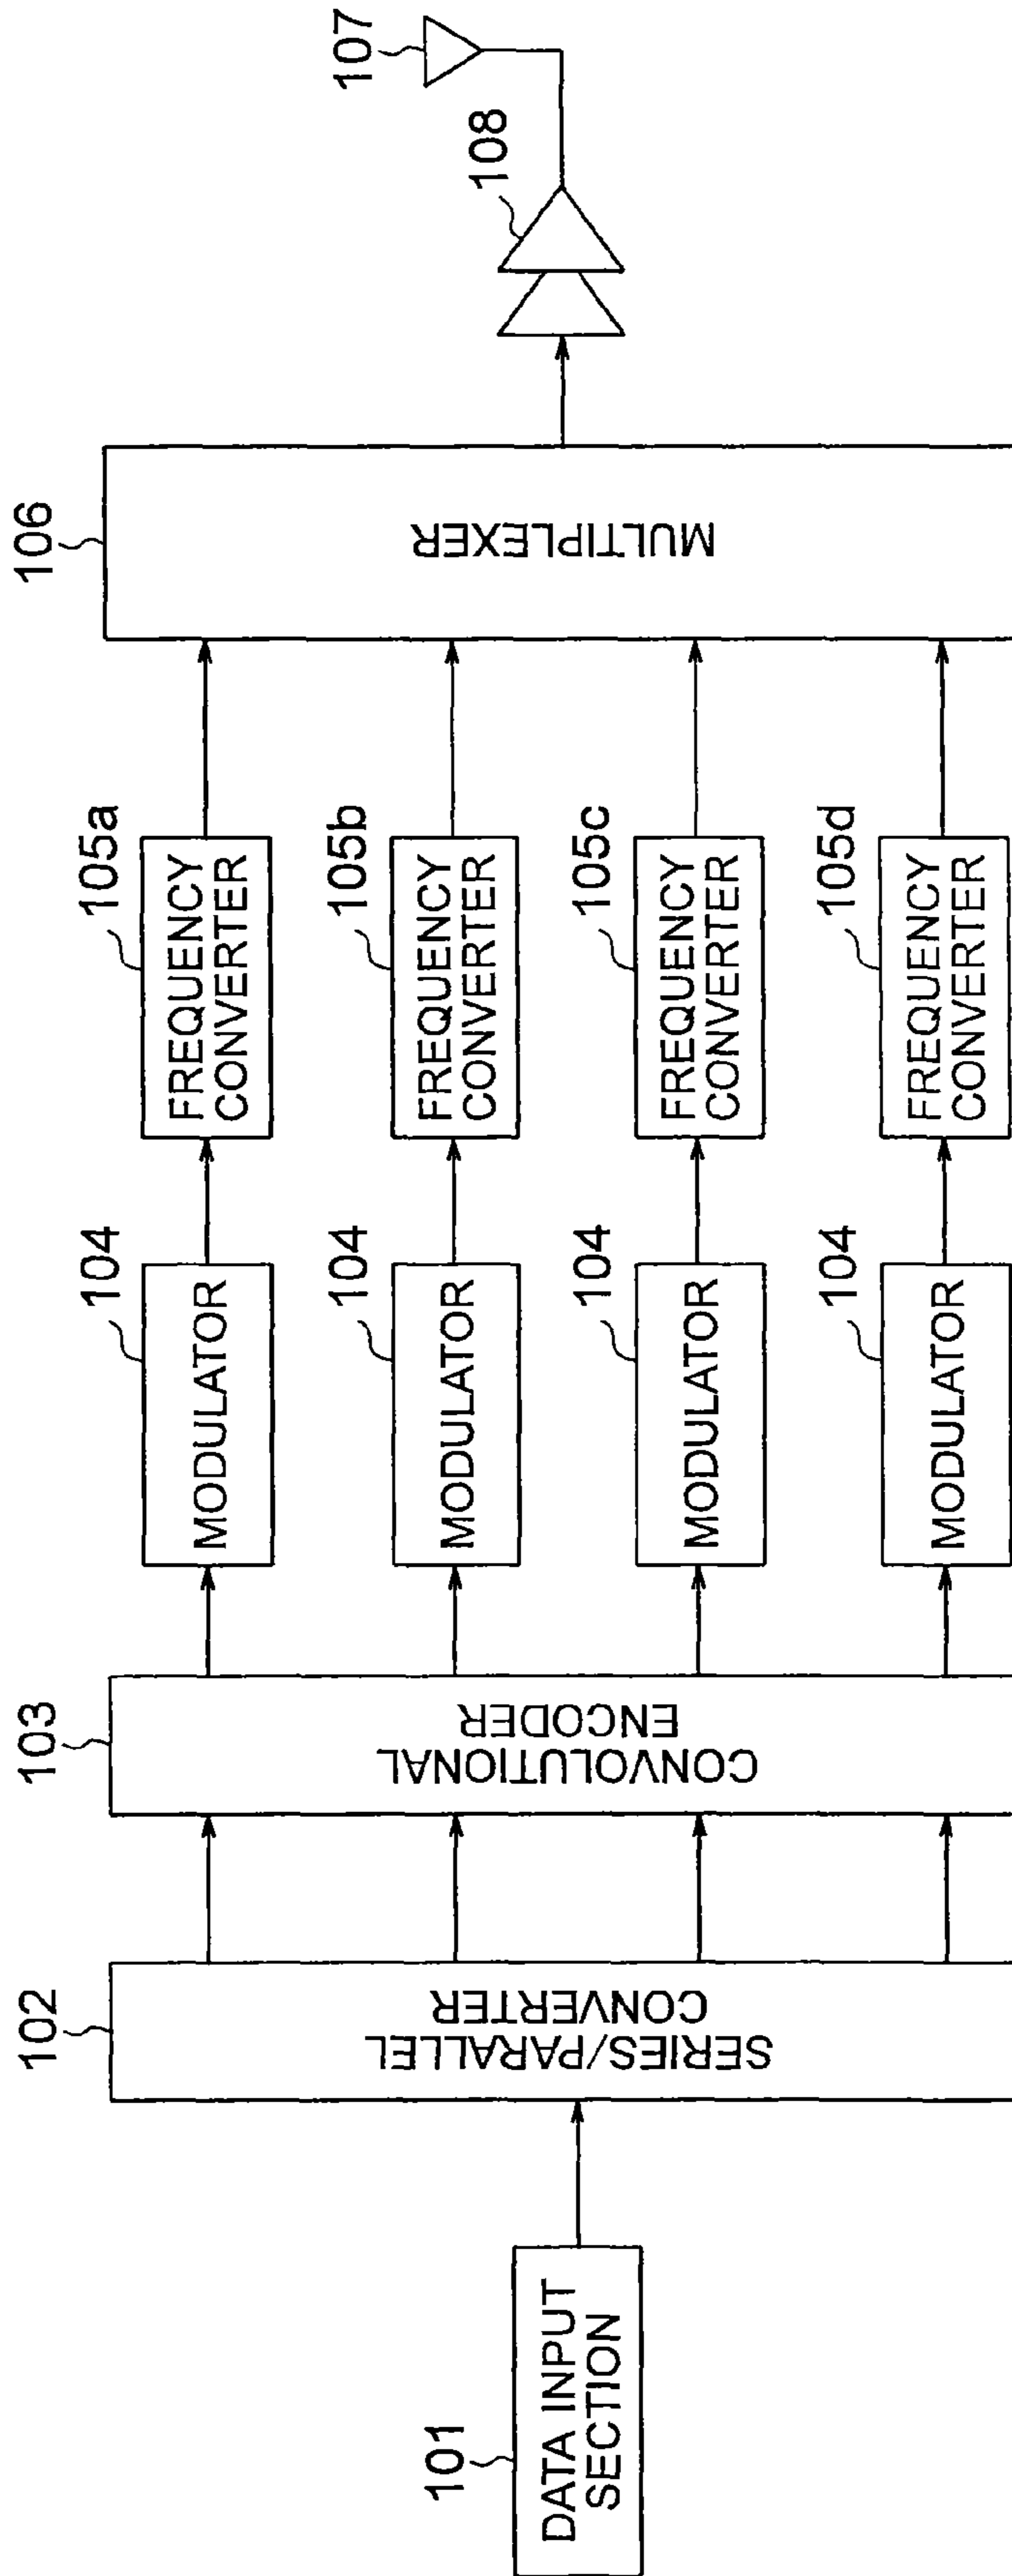 101
DATA INPUT
SECTION
102
SERIES/PARALLEL
CONVERTER
103
CONVOLUTIONAL
ENCODER
104
MODULATOR
105a
FREQUENCY
CONVERTER
104
MODULATOR
105b
FREQUENCY
CONVERTER
104
MODULATOR
105c
FREQUENCY
CONVERTER
104
MODULATOR
105d
FREQUENCY
CONVERTER
106
MULTIPLEXER
108
107